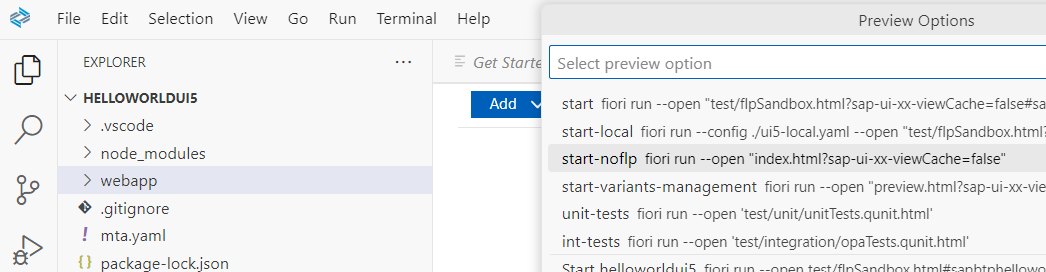 File Edit Selection View Go Run Terminal Help
Preview Options
EXPLORER ...
Get Starte
Select preview option
HELLOWORLDUI5
Add
.vscode
node_modules
webapp
.gitignore
mta.yaml
package-lock.json
start fiori run --open "test/flpSandbox.html?sap-ui-xx-viewCache=false#sa
start-local fiori run --config ./ui5-local.yaml --open "test/flpSandbox.html?
start-noflp fiori run --open "index.html?sap-ui-xx-viewCache=false"
start-variants-management fiori run --open "preview.html?sap-ui-xx-vie
unit-tests fiori run --open 'test/unit/unitTests.qunit.html'
int-tests fiori run --open 'test/integration/opaTests.qunit.html'
Start helloworldui5 fiori run --open test/flpSandbox.html#sapbtphellowo